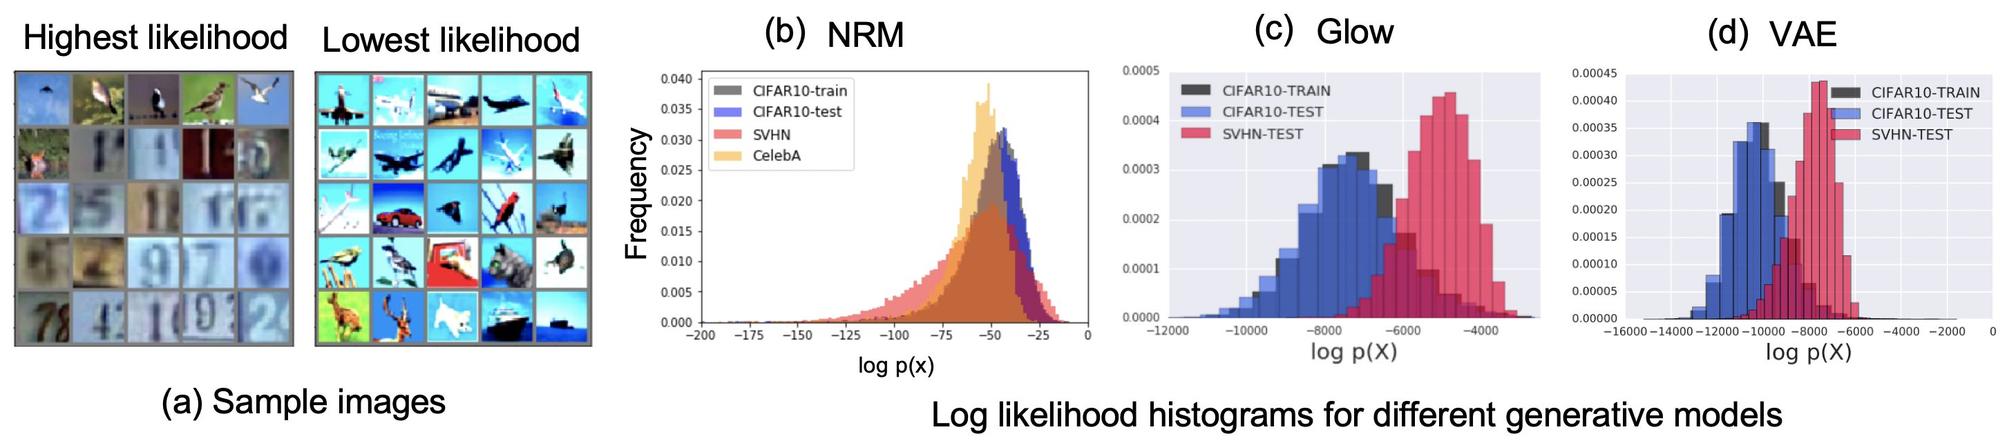 Highest likelihood
Lowest likelihood
(a) Sample images
(b) NRM
0.040
0.035
0.030
0.025
0.020
0.015
0.010
0.005
0.000
Frequency
CIFAR10-train
CIFAR10-test
SVHN
CelebA
−200 −175 −150 −125 −100 −75 −50 −25 0
log p(x)
(c) Glow
0.0005
0.0004
0.0003
0.0002
0.0001
0.0000
CIFAR10-TRAIN
CIFAR10-TEST
SVHN-TEST
−12000 −10000 −8000 −6000 −4000
log p(X)
(d) VAE
0.00045
0.00040
0.00035
0.00030
0.00025
0.00020
0.00015
0.00010
0.00005
0.00000
CIFAR10-TRAIN
CIFAR10-TEST
SVHN-TEST
−16000 −14000 −12000 −10000 −8000 −6000 −4000 −2000 0
log p(X)
Log likelihood histograms for different generative models